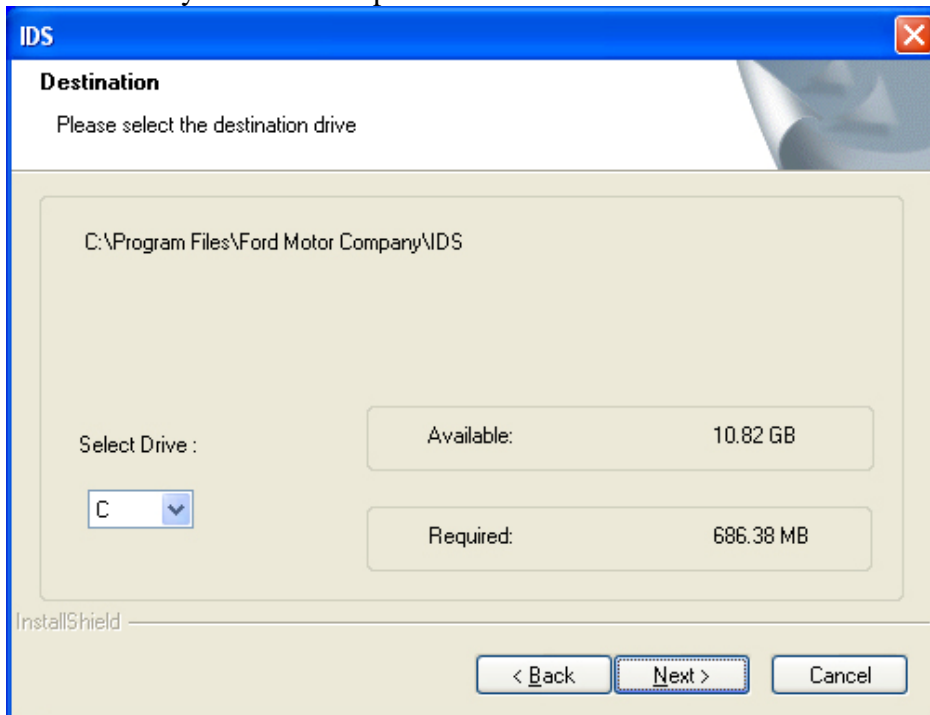 IDS
Destination
Please select the destination drive
C:\Program Files\Ford Motor Company\IDS
Select Drive :
C
Available: 10.82 GB
Required: 686.38 MB
InstallShield
< Back
Next >
Cancel